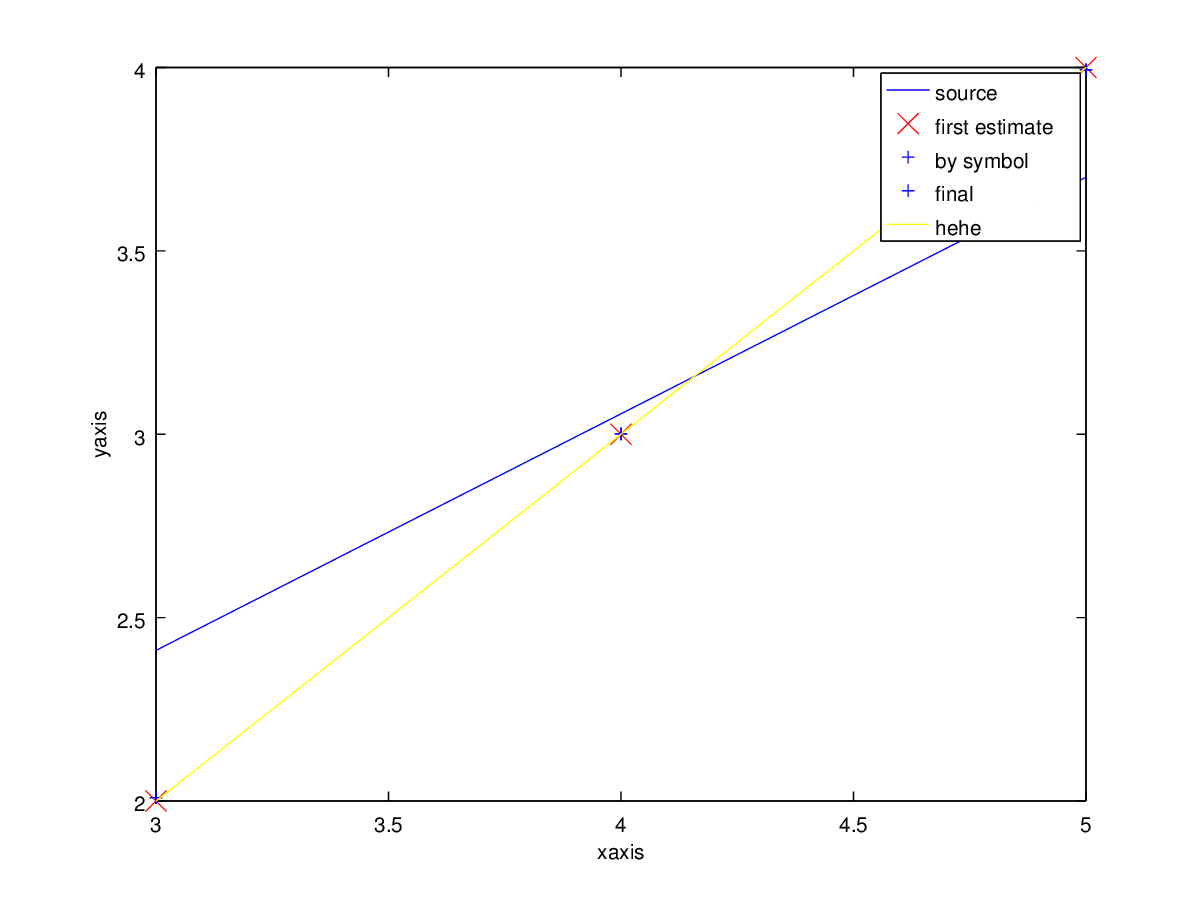 4
source
first estimate
by symbol
final
hehe
3.5
3
yaxis
2.5
2
3 3.5 4 4.5 5
xaxis